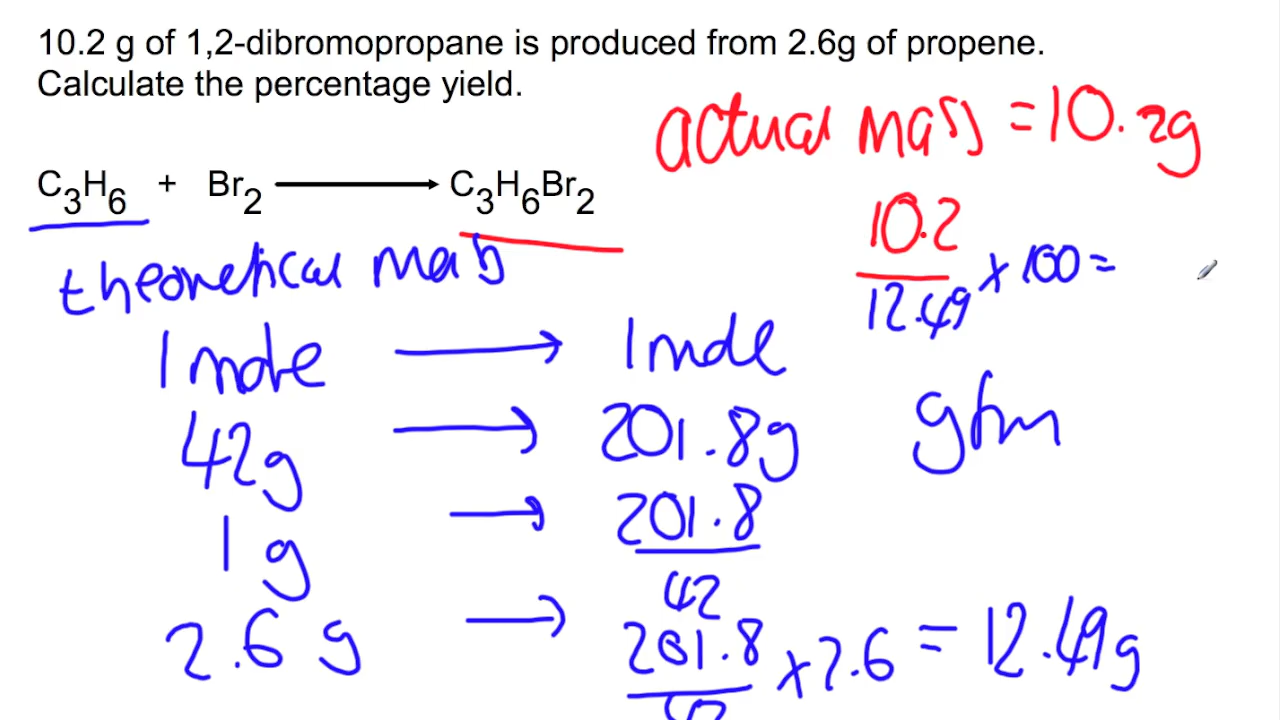 10.2 g of 1,2-dibromopropane is produced from 2.6g of propene.
Calculate the percentage yield.
actual mass = 10.2g
C3H6 + Br2 ⟶ C3H6Br2
10.2
12.49 x 100 =
theoretical mass
1 mole → 1 mole
gfm
42g → 201.8g
1g → 201.8
42
2.6g → 201.8 x 2.6 = 12.49g